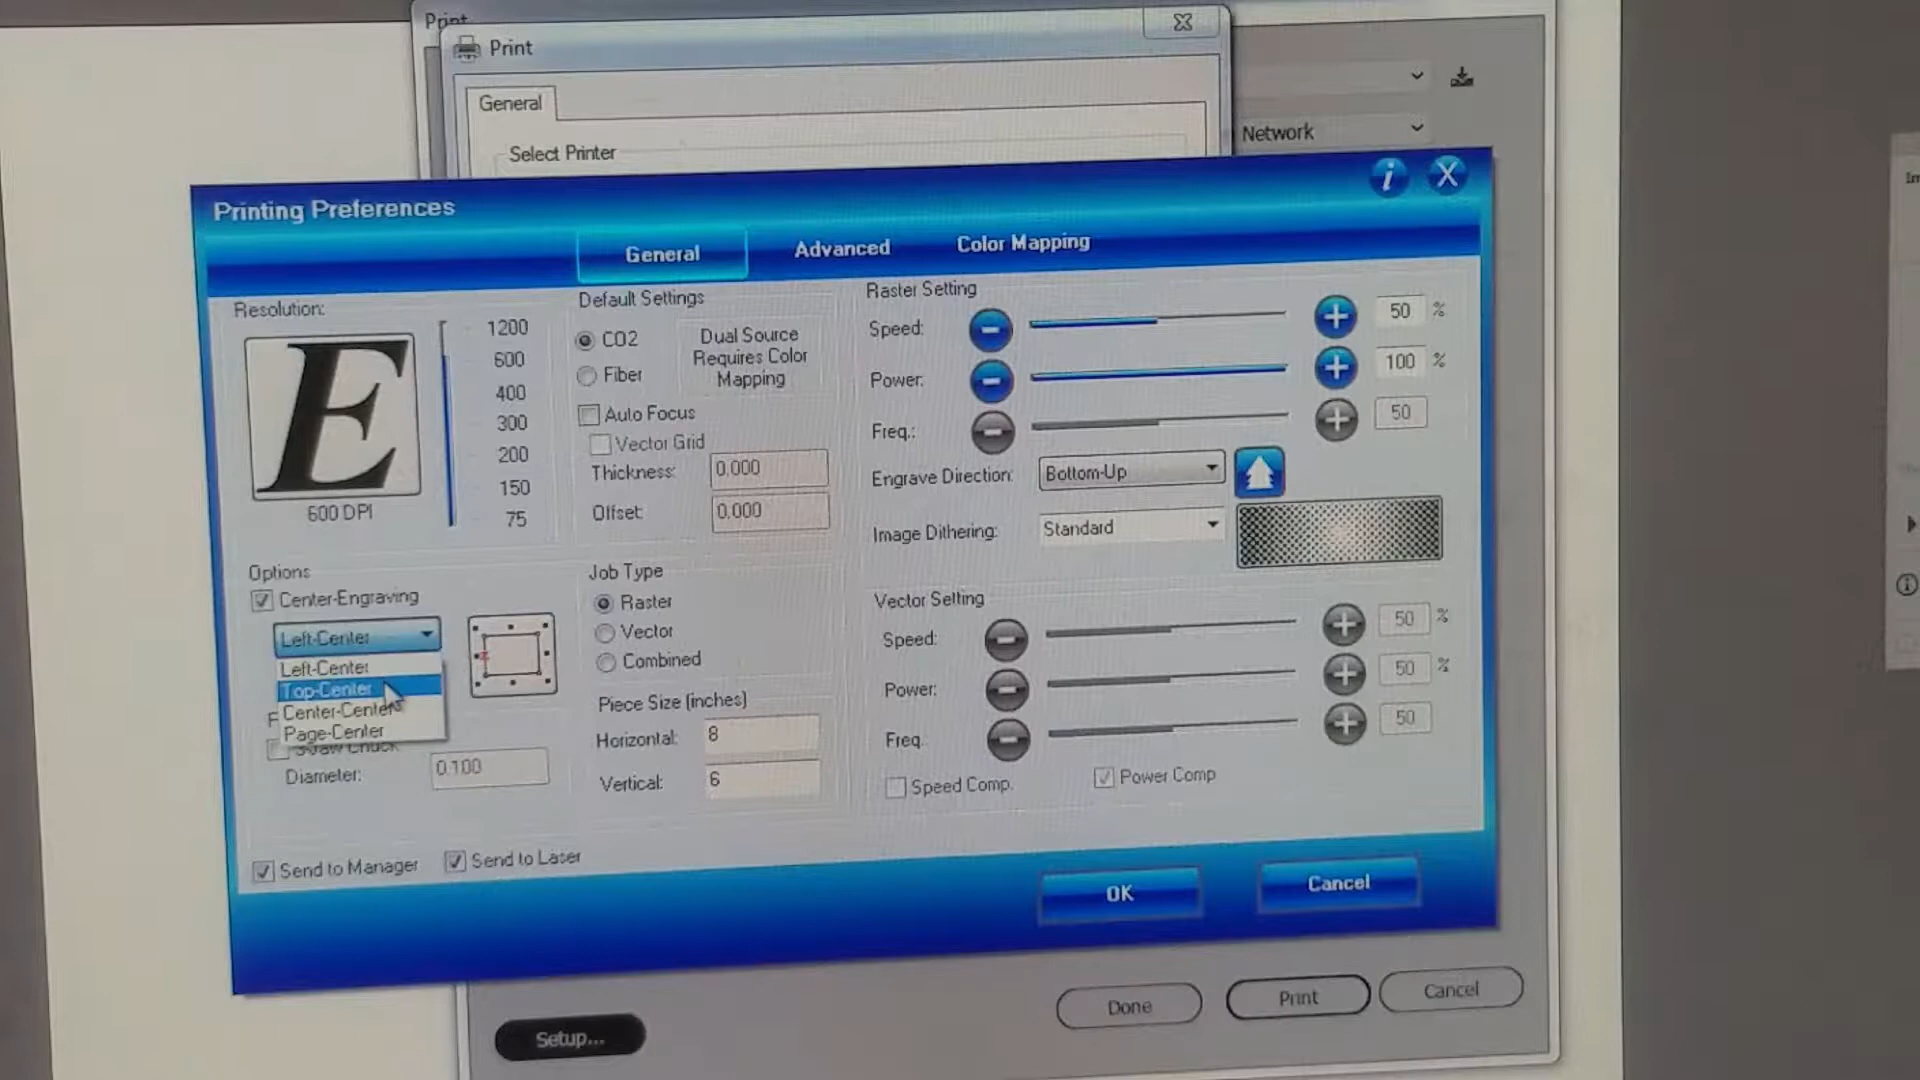 Print
Print
General
Select Printer
Network
Printing Preferences
i
X
General
Advanced
Color Mapping
Resolution:
E
600 DPI
1200
600
400
300
200
150
75
Default Settings
CO2
Fiber
Dual Source
Requires Color
Mapping
Auto Focus
Vector Grid
Thickness:
0.000
Offset:
0.000
Raster Setting
Speed:
50 %
Power:
100 %
Freq.:
50
Engrave Direction:
Bottom-Up
Image Dithering:
Standard
Options
Center-Engraving
Left-Center
Left-Center
Top-Center
Center-Center
Page-Center
Diameter:
0.100
Job Type
Raster
Vector
Combined
Piece Size (inches)
Horizontal:
8
Vertical:
6
Vector Setting
Speed:
50 %
Power:
50 %
Freq.
50
Speed Comp.
Power Comp
Send to Manager
Send to Laser
OK
Cancel
Setup...
Done
Print
Cancel